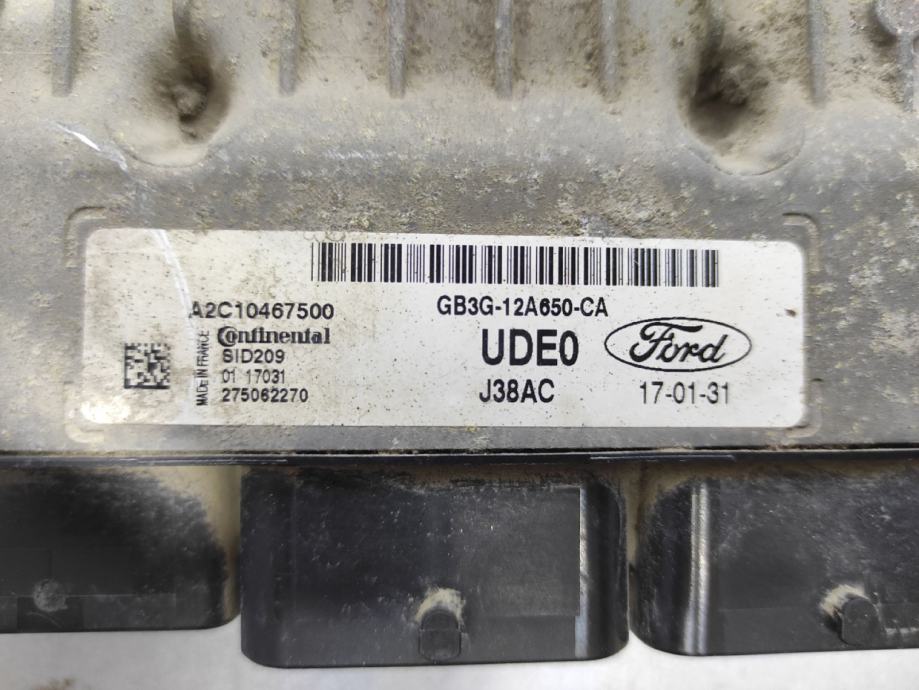 A2C10467500
MADE IN FRANCE
Continental
SID209
01 17031
275062270
GB3G-12A650-CA
UDE0
Ford
J38AC
17-01-31